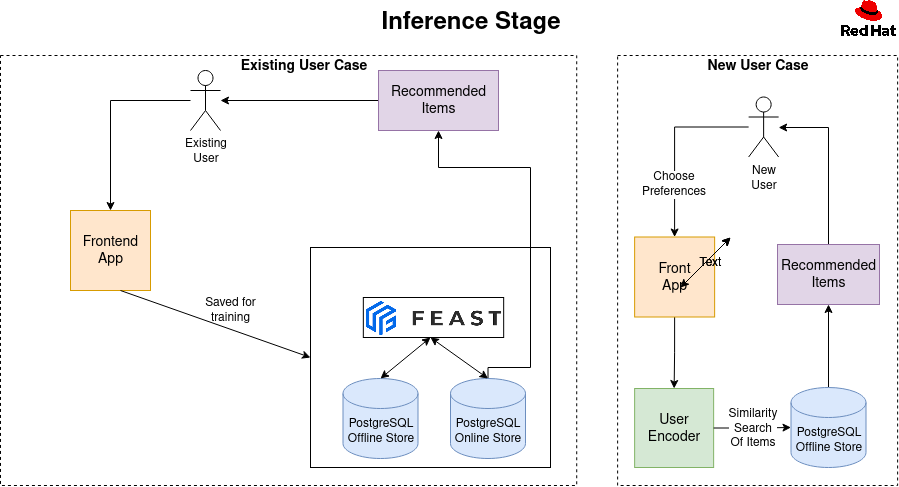 Inference Stage
Red Hat
Existing User Case
Recommended
Items
Existing
User
Frontend
App
Saved for
training
FEAST
PostgreSQL
Offline Store
PostgreSQL
Online Store
New User Case
New
User
Choose
Preferences
Front
App
Text
Recommended
Items
User
Encoder
Similarity
Search
Of Items
PostgreSQL
Offline Store